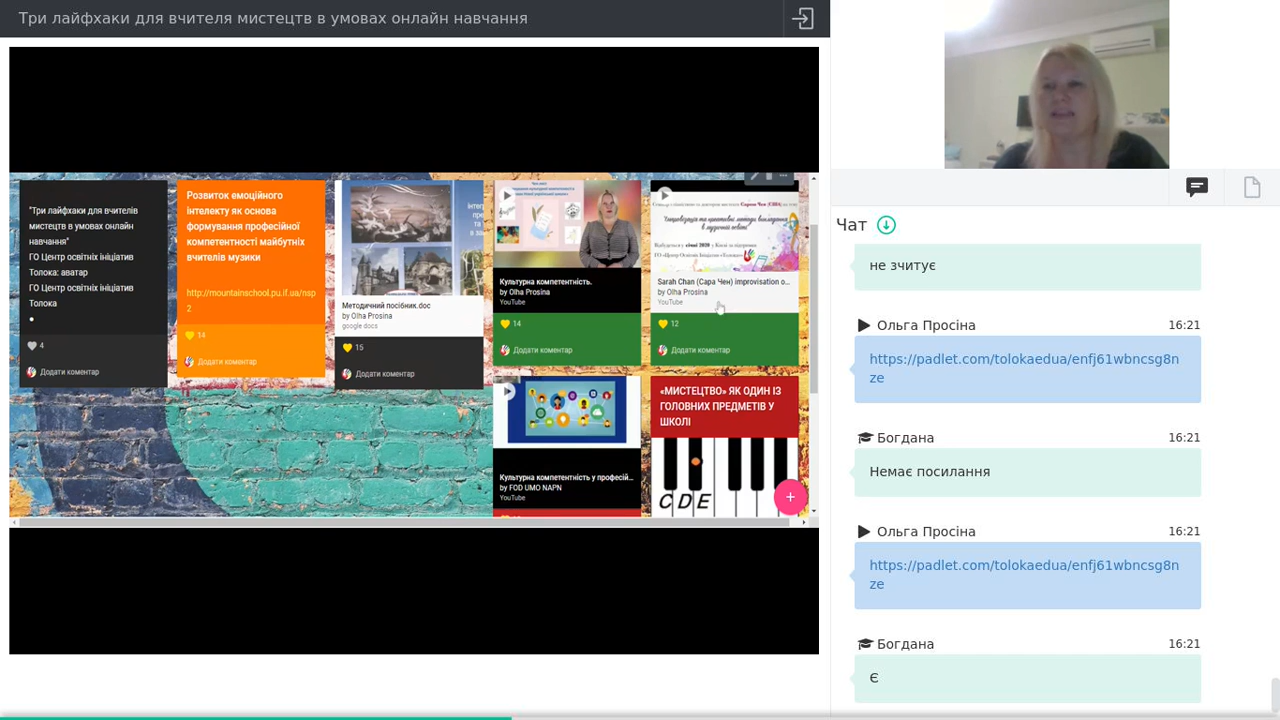 Три лайфхаки для вчителя мистецтв в умовах онлайн навчання
"Три лайфхаки для вчителів
мистецтв в умовах онлайн
навчання"
ГО Центр освітніх ініціатив
Толока: аватар
ГО Центр освітніх ініціатив
Толока
4
Додати коментар
Розвиток емоційного
інтелекту як основа
формування професійної
компетентності майбутніх
вчителів музики
http://mountainschool.pu.if.ua/nsp
2
14
Додати коментар
Методичний посібник.doc
by Olha Prosina
google docs
15
Додати коментар
Культурна компетентність.
by Olha Prosina
YouTube
14
Додати коментар
Культурна компетентність у професій...
by FOD UMO NAPN
YouTube
Sarah Chan (Сара Чен) improvisation o...
by Olha Prosina
YouTube
12
Додати коментар
«МИСТЕЦТВО» ЯК ОДИН ІЗ
ГОЛОВНИХ ПРЕДМЕТІВ У
ШКОЛІ
C D E
Чат
не зчитує
Ольга Просіна 16:21
https://padlet.com/tolokaedua/enfj61wbncsg8n
ze
Богдана 16:21
Немає посилання
Ольга Просіна 16:21
https://padlet.com/tolokaedua/enfj61wbncsg8n
ze
Богдана 16:21
Є